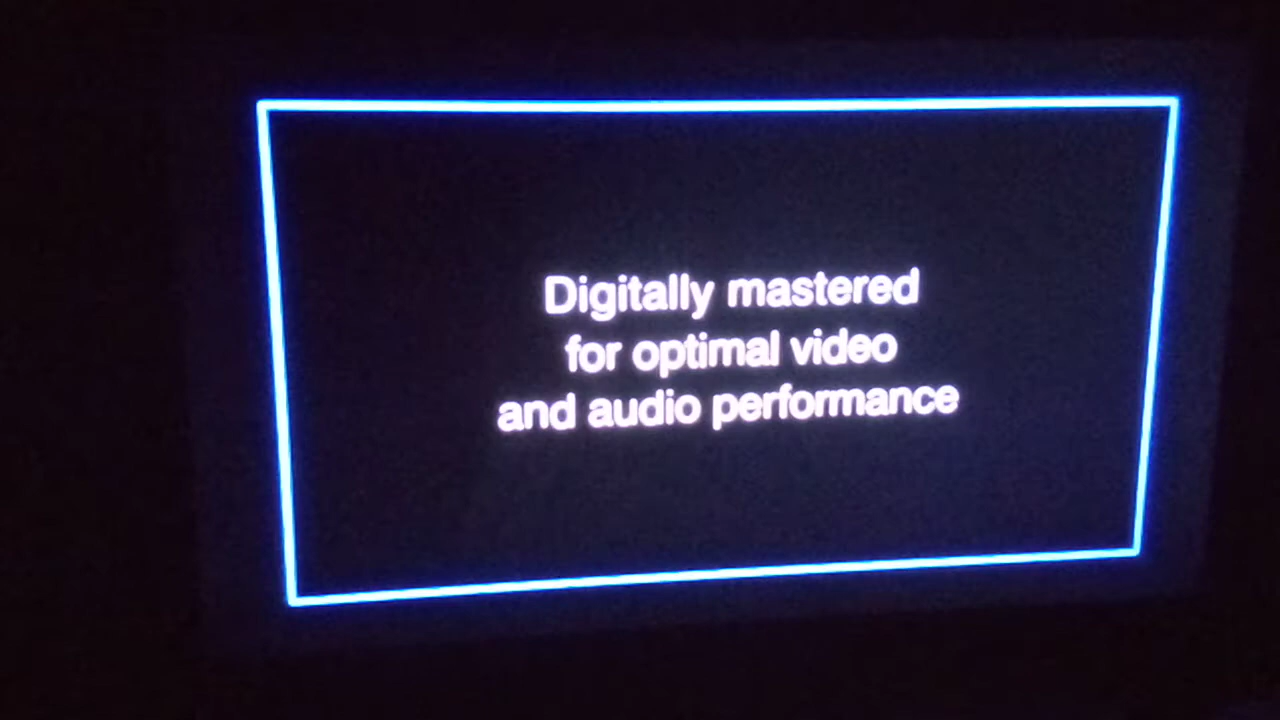 Digitally mastered
for optimal video
and audio performance